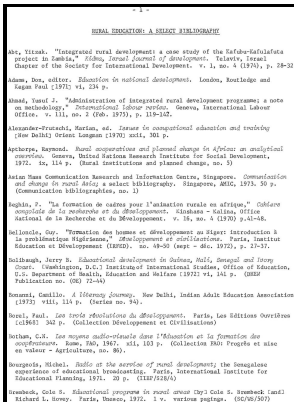 - 1 -
RURAL EDUCATION: A SELECT BIBLIOGRAPHY
Abt, Yitzak. "Integrated rural development: a case study of the Kafubu-Kafulafuta
project in Zambia," Kidma, Israel journal of development. Telaviv, Israel
Chapter of the Society for International Development. v. 1, no. 4 (1974), p. 28-32
Adams, Don, editor. Education in national development. London, Routledge and
Kegan Paul [1971] vi, 234 p.
Ahmad, Yusuf J. "Administration of integrated rural development programme; a note
on methodology," International labour review. Geneva, International Labour
Office. v. 111, no. 2 (Feb. 1975), p. 119-142.
Alexander-Frutschi, Marian, ed. Issues of occupational education and training
[New Delhi] Orient Longman [1970] xxii, 301 p.
Apthorpe, Raymond. Rural cooperatives and planned change in Africa: an analytical
overview. Geneva, United Nations Research Institute for Social Development,
1972. ix, 114 p. (Rural institutions and planned change, no. 5)
Asian Mass Communication Research and Information Centre, Singapore. Communication
and change in rural Asia; a select bibliography. Singapore, AMIC, 1973. 50 p.
(Communication bibliographies, no. 1)
Beghin, P. "La formation de cadres pour l'animation rurale en afrique," Cahiers
congolais de la recherche et du développement. Kinshasa - Kalina, Office
National de la Recherche et du Développement. v. 16, no. 4 (1970) p.41-48.
Belloncle, Guy. "Formation des hommes et développement au Niger: introduction à
la problématique Nigérienne," Développement et civilisations. Paris, Institut
Education et Développement (IRFED). no. 49-50 (sept - déc. 1972), p. 27-37.
Bolibaugh, Jerry B. Educational development in Guinea, Mali, Senegal and Ivory
Coast. [Washington, D.C.] Institute of International Studies, Office of Education,
U.S. Department of Health, Education and Welfare [1972] vi, 141 p. (DHEW
Publication no. (OE) 72-44)
Bonanni, Camillo. A literacy journey. New Delhi, Indian Adult Education Association
[1973] viii, 114 p. (Series no. 94).
Borel, Paul. Les trois révolutions du développement. Paris, Les Editions Ouvrières
[c1968] 342 p. (Collection Développement et Civilisations)
Botham, C.N. Les moyens audio-visuels dans l'éducation et la formation des
coopérateurs. Rome, FAO, 1967. xii, 103 p. (Collection FAO: Progrès et mise
en valeur - Agriculture, no. 86).
Bourgeois, Michel. Radio at the service of rural development; the Senegalese
experience of educational broadcasting. Paris, International Institute for
Educational Planning, 1971. 20 p. (IIEP/S28/4)
Brembeck, Cole S. Educational programs in rural areas [by] Cole S. Brembeck [and]
Richard L. Hovey. Paris, Unesco, 1972. 1 v. various pagings. (SC/WS/507)